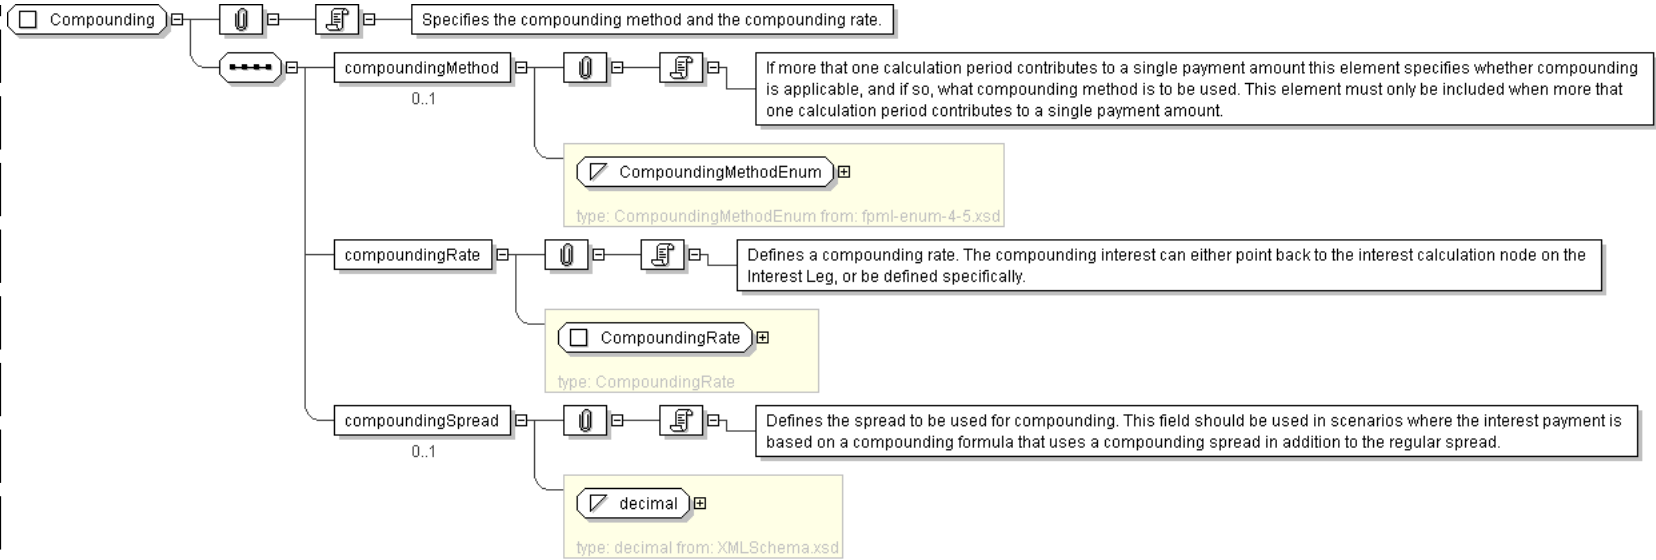 Compounding
Specifies the compounding method and the compounding rate.
compoundingMethod
0..1
If more that one calculation period contributes to a single payment amount this element specifies whether compounding
is applicable, and if so, what compounding method is to be used. This element must only be included when more that
one calculation period contributes to a single payment amount.
CompoundingMethodEnum
type: CompoundingMethodEnum from: fpml-enum-4-5.xsd
compoundingRate
Defines a compounding rate. The compounding interest can either point back to the interest calculation node on the
Interest Leg, or be defined specifically.
CompoundingRate
type: CompoundingRate
compoundingSpread
0..1
Defines the spread to be used for compounding. This field should be used in scenarios where the interest payment is
based on a compounding formula that uses a compounding spread in addition to the regular spread.
decimal
type: decimal from: XMLSchema.xsd